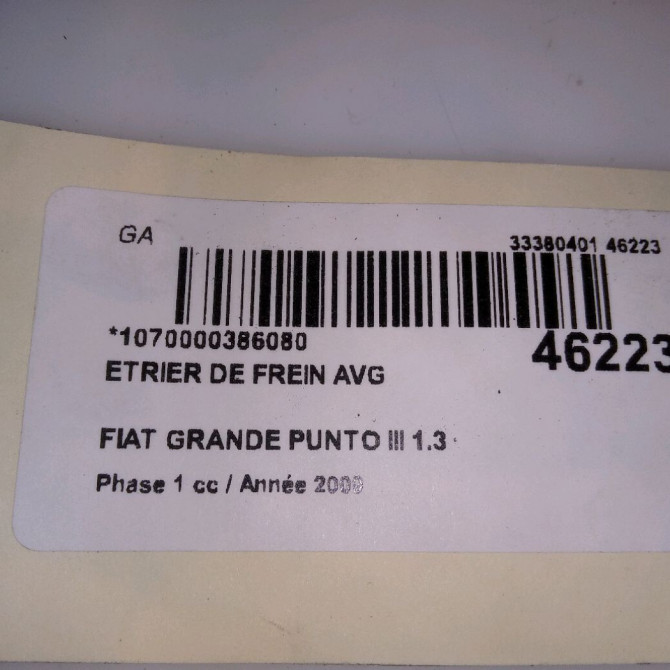 GA
33380401 46223
*1070000386080
46223
ETRIER DE FREIN AVG
FIAT GRANDE PUNTO III 1.3
Phase 1 cc / Année